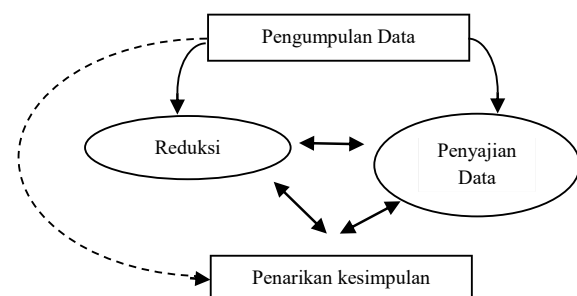 Pengumpulan Data
Reduksi
Penyajian
Data
Penarikan kesimpulan